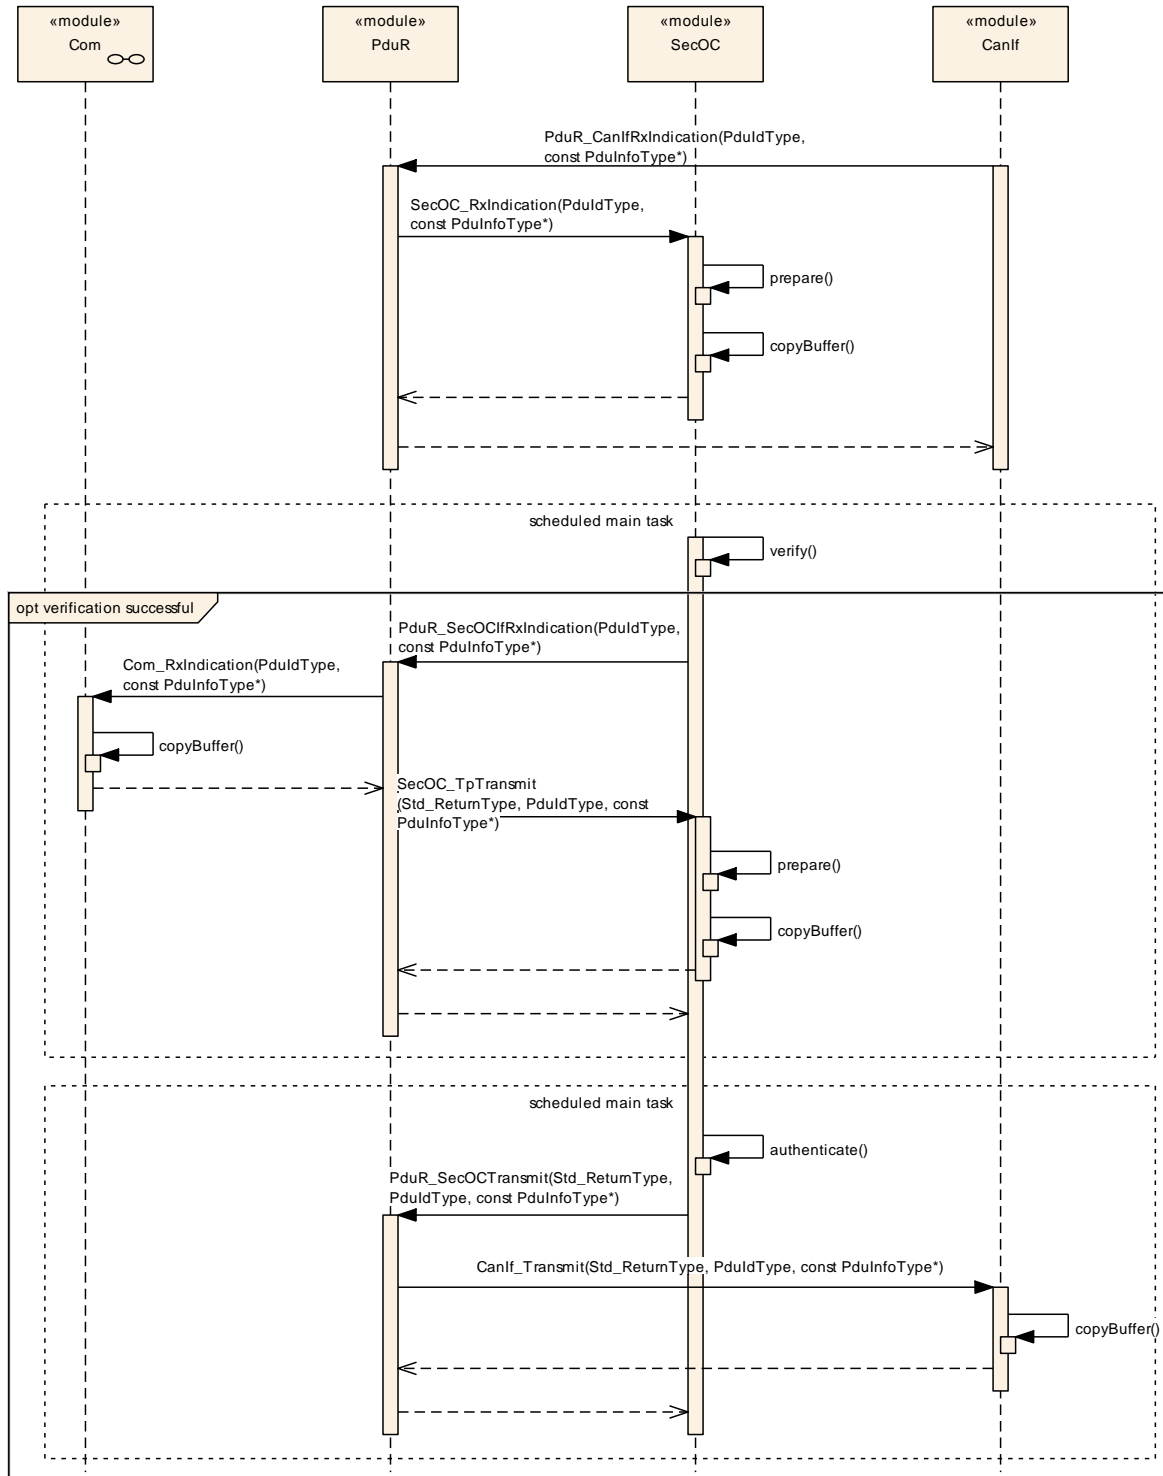 «module»
Com
«module»
PduR
«module»
SecOC
«module»
CanIf
PduR_CanIfRxIndication(PduIdType,
const PduInfoType*)
SecOC_RxIndication(PduIdType,
const PduInfoType*)
prepare()
copyBuffer()
scheduled main task
verify()
opt verification successful
PduR_SecOCIfRxIndication(PduIdType,
const PduInfoType*)
Com_RxIndication(PduIdType,
const PduInfoType*)
copyBuffer()
SecOC_TpTransmit
(Std_ReturnType, PduIdType, const
PduInfoType*)
prepare()
copyBuffer()
scheduled main task
authenticate()
PduR_SecOCTransmit(Std_ReturnType,
PduIdType, const PduInfoType*)
CanIf_Transmit(Std_ReturnType, PduIdType, const PduInfoType*)
copyBuffer()